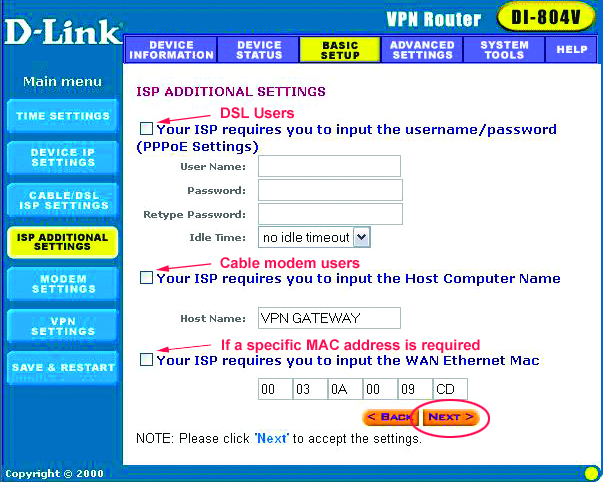 D-Link
VPN Router DI-804V
DEVICE INFORMATION
DEVICE STATUS
BASIC SETUP
ADVANCED SETTINGS
SYSTEM TOOLS
HELP
Main menu
TIME SETTINGS
DEVICE IP SETTINGS
CABLE/DSL ISP SETTINGS
ISP ADDITIONAL SETTINGS
MODEM SETTINGS
VPN SETTINGS
SAVE & RESTART
ISP ADDITIONAL SETTINGS
DSL Users
Your ISP requires you to input the username/password
(PPPoE Settings)
User Name:
Password:
Retype Password:
Idle Time: no idle timeout
Cable modem users
Your ISP requires you to input the Host Computer Name
Host Name: VPN GATEWAY
If a specific MAC address is required
Your ISP requires you to input the WAN Ethernet Mac
00 03 0A 00 09 CD
< BACK NEXT >
NOTE: Please click 'Next' to accept the settings.
Copyright © 2000